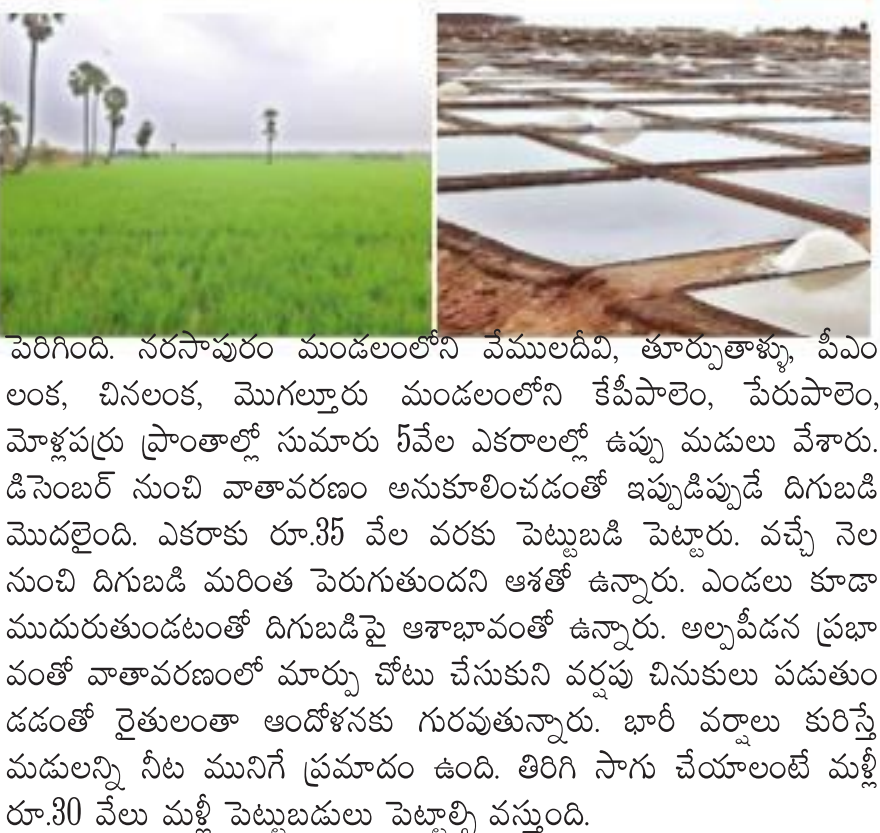 పెరిగింది. నరసాపురం మండలంలోని వేములదీవి, తూర్పుతాళ్ళు, పీఎం
లంక, చినలంక, మొగల్తూరు మండలంలోని కేపీపాలెం, పేరుపాలెం,
మోళ్లపర్రు ప్రాంతాల్లో సుమారు 5వేల ఎకరాలల్లో ఉప్పు మడులు వేశారు.
డిసెంబర్ నుంచి వాతావరణం అనుకూలించడంతో ఇప్పుడిప్పుడే దిగుబడి
మొదలైంది. ఎకరాకు రూ.35 వేల వరకు పెట్టుబడి పెట్టారు. వచ్చే నెల
నుంచి దిగుబడి మరింత పెరుగుతుందని ఆశతో ఉన్నారు. ఎండలు కూడా
ముదురుతుండటంతో దిగుబడిపై ఆశాభావంతో ఉన్నారు. అల్పపీడన ప్రభా
వంతో వాతావరణంలో మార్పు చోటు చేసుకుని వర్షపు చినుకులు పడుతుం
డడంతో రైతులంతా ఆందోళనకు గురవుతున్నారు. భారీ వర్షాలు కురిస్తే
మడులన్ని నీట మునిగే ప్రమాదం ఉంది. తిరిగి సాగు చేయాలంటే మళ్లీ
రూ.30 వేలు మళ్లీ పెట్టుబడులు పెట్టాల్సి వస్తుంది.